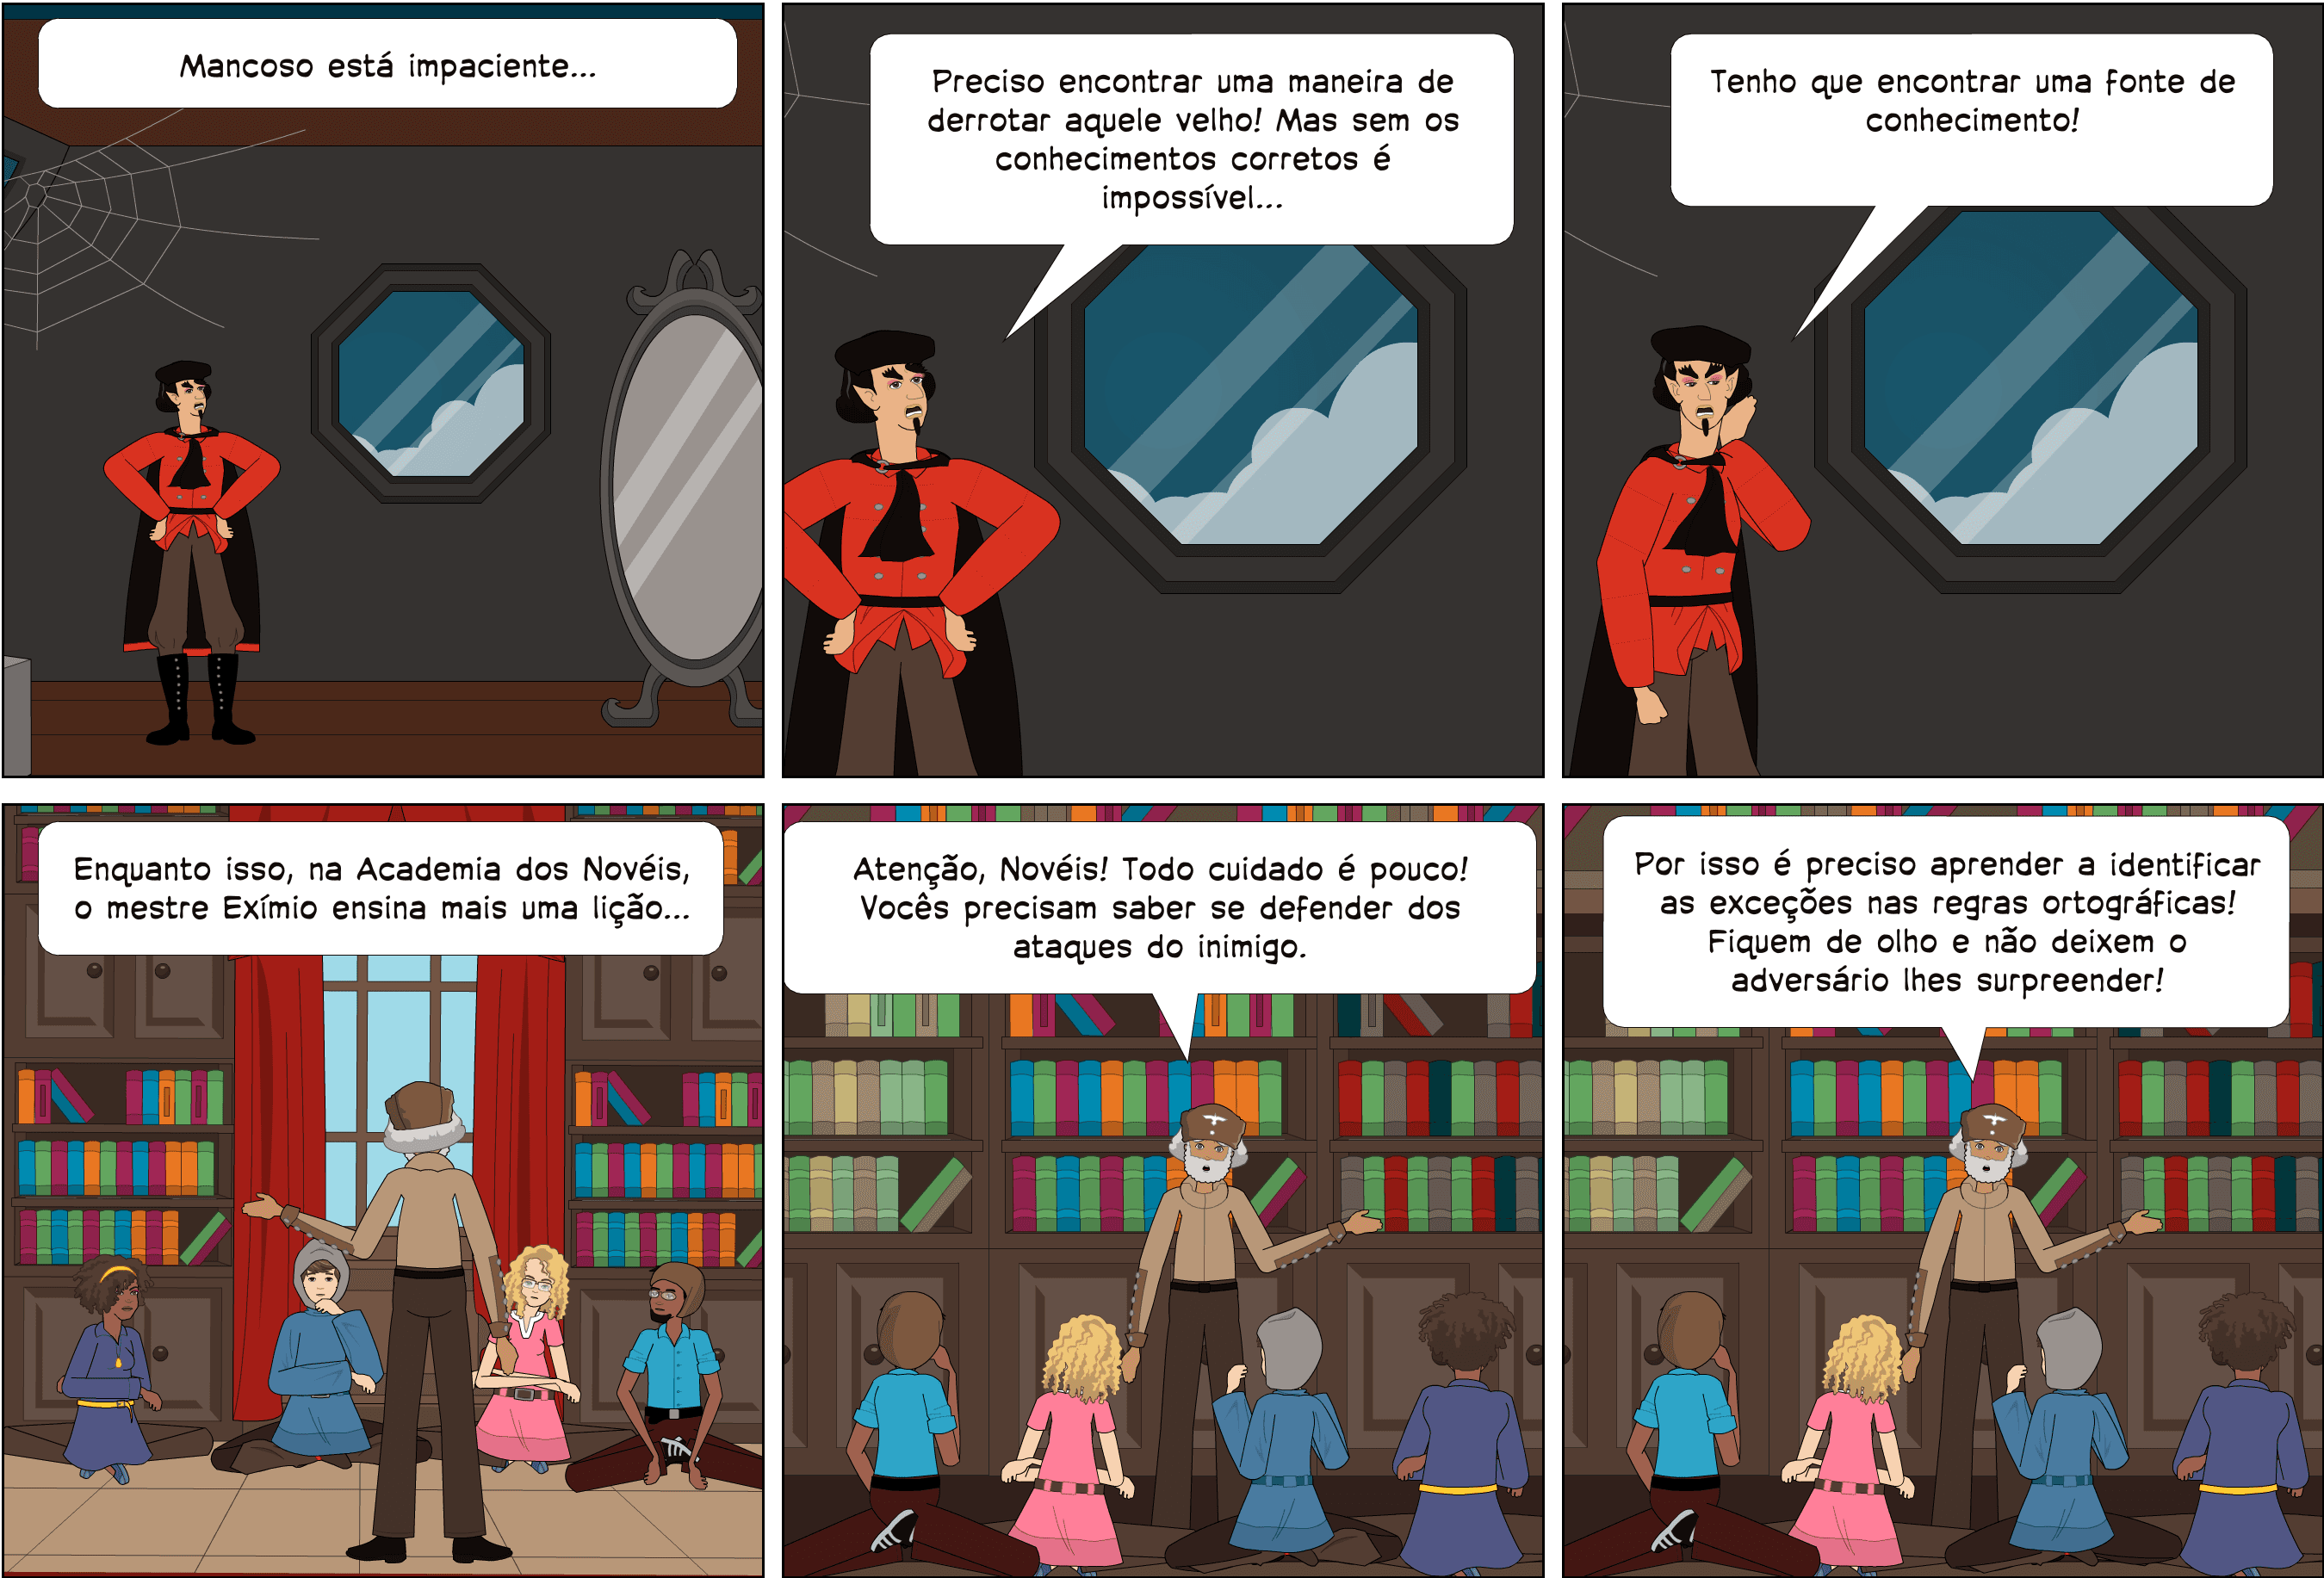 Mancoso está impaciente...
Preciso encontrar uma maneira de
derrotar aquele velho! Mas sem os
conhecimentos corretos é
impossível...
Tenho que encontrar uma fonte de
conhecimento!
Enquanto isso, na Academia dos Novéis,
o mestre Exímio ensina mais uma lição...
Atenção, Novéis! Todo cuidado é pouco!
Vocês precisam saber se defender dos
ataques do inimigo.
Por isso é preciso aprender a identificar
as exceções nas regras ortográficas!
Fiquem de olho e não deixem o
adversário lhes surpreender!